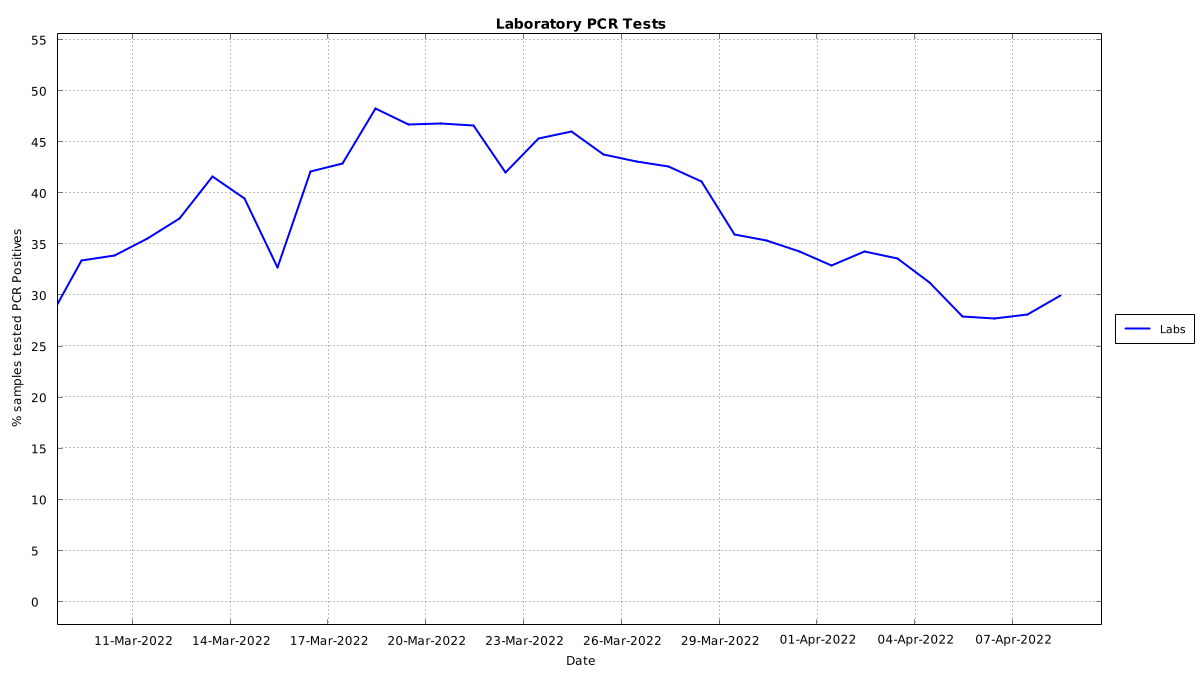 Laboratory PCR Tests
55
50
45
40
35
30
25
20
15
10
5
0
% samples tested PCR Positives
11-Mar-2022 14-Mar-2022 17-Mar-2022 20-Mar-2022 23-Mar-2022 26-Mar-2022 29-Mar-2022 01-Apr-2022 04-Apr-2022 07-Apr-2022
Date
Labs